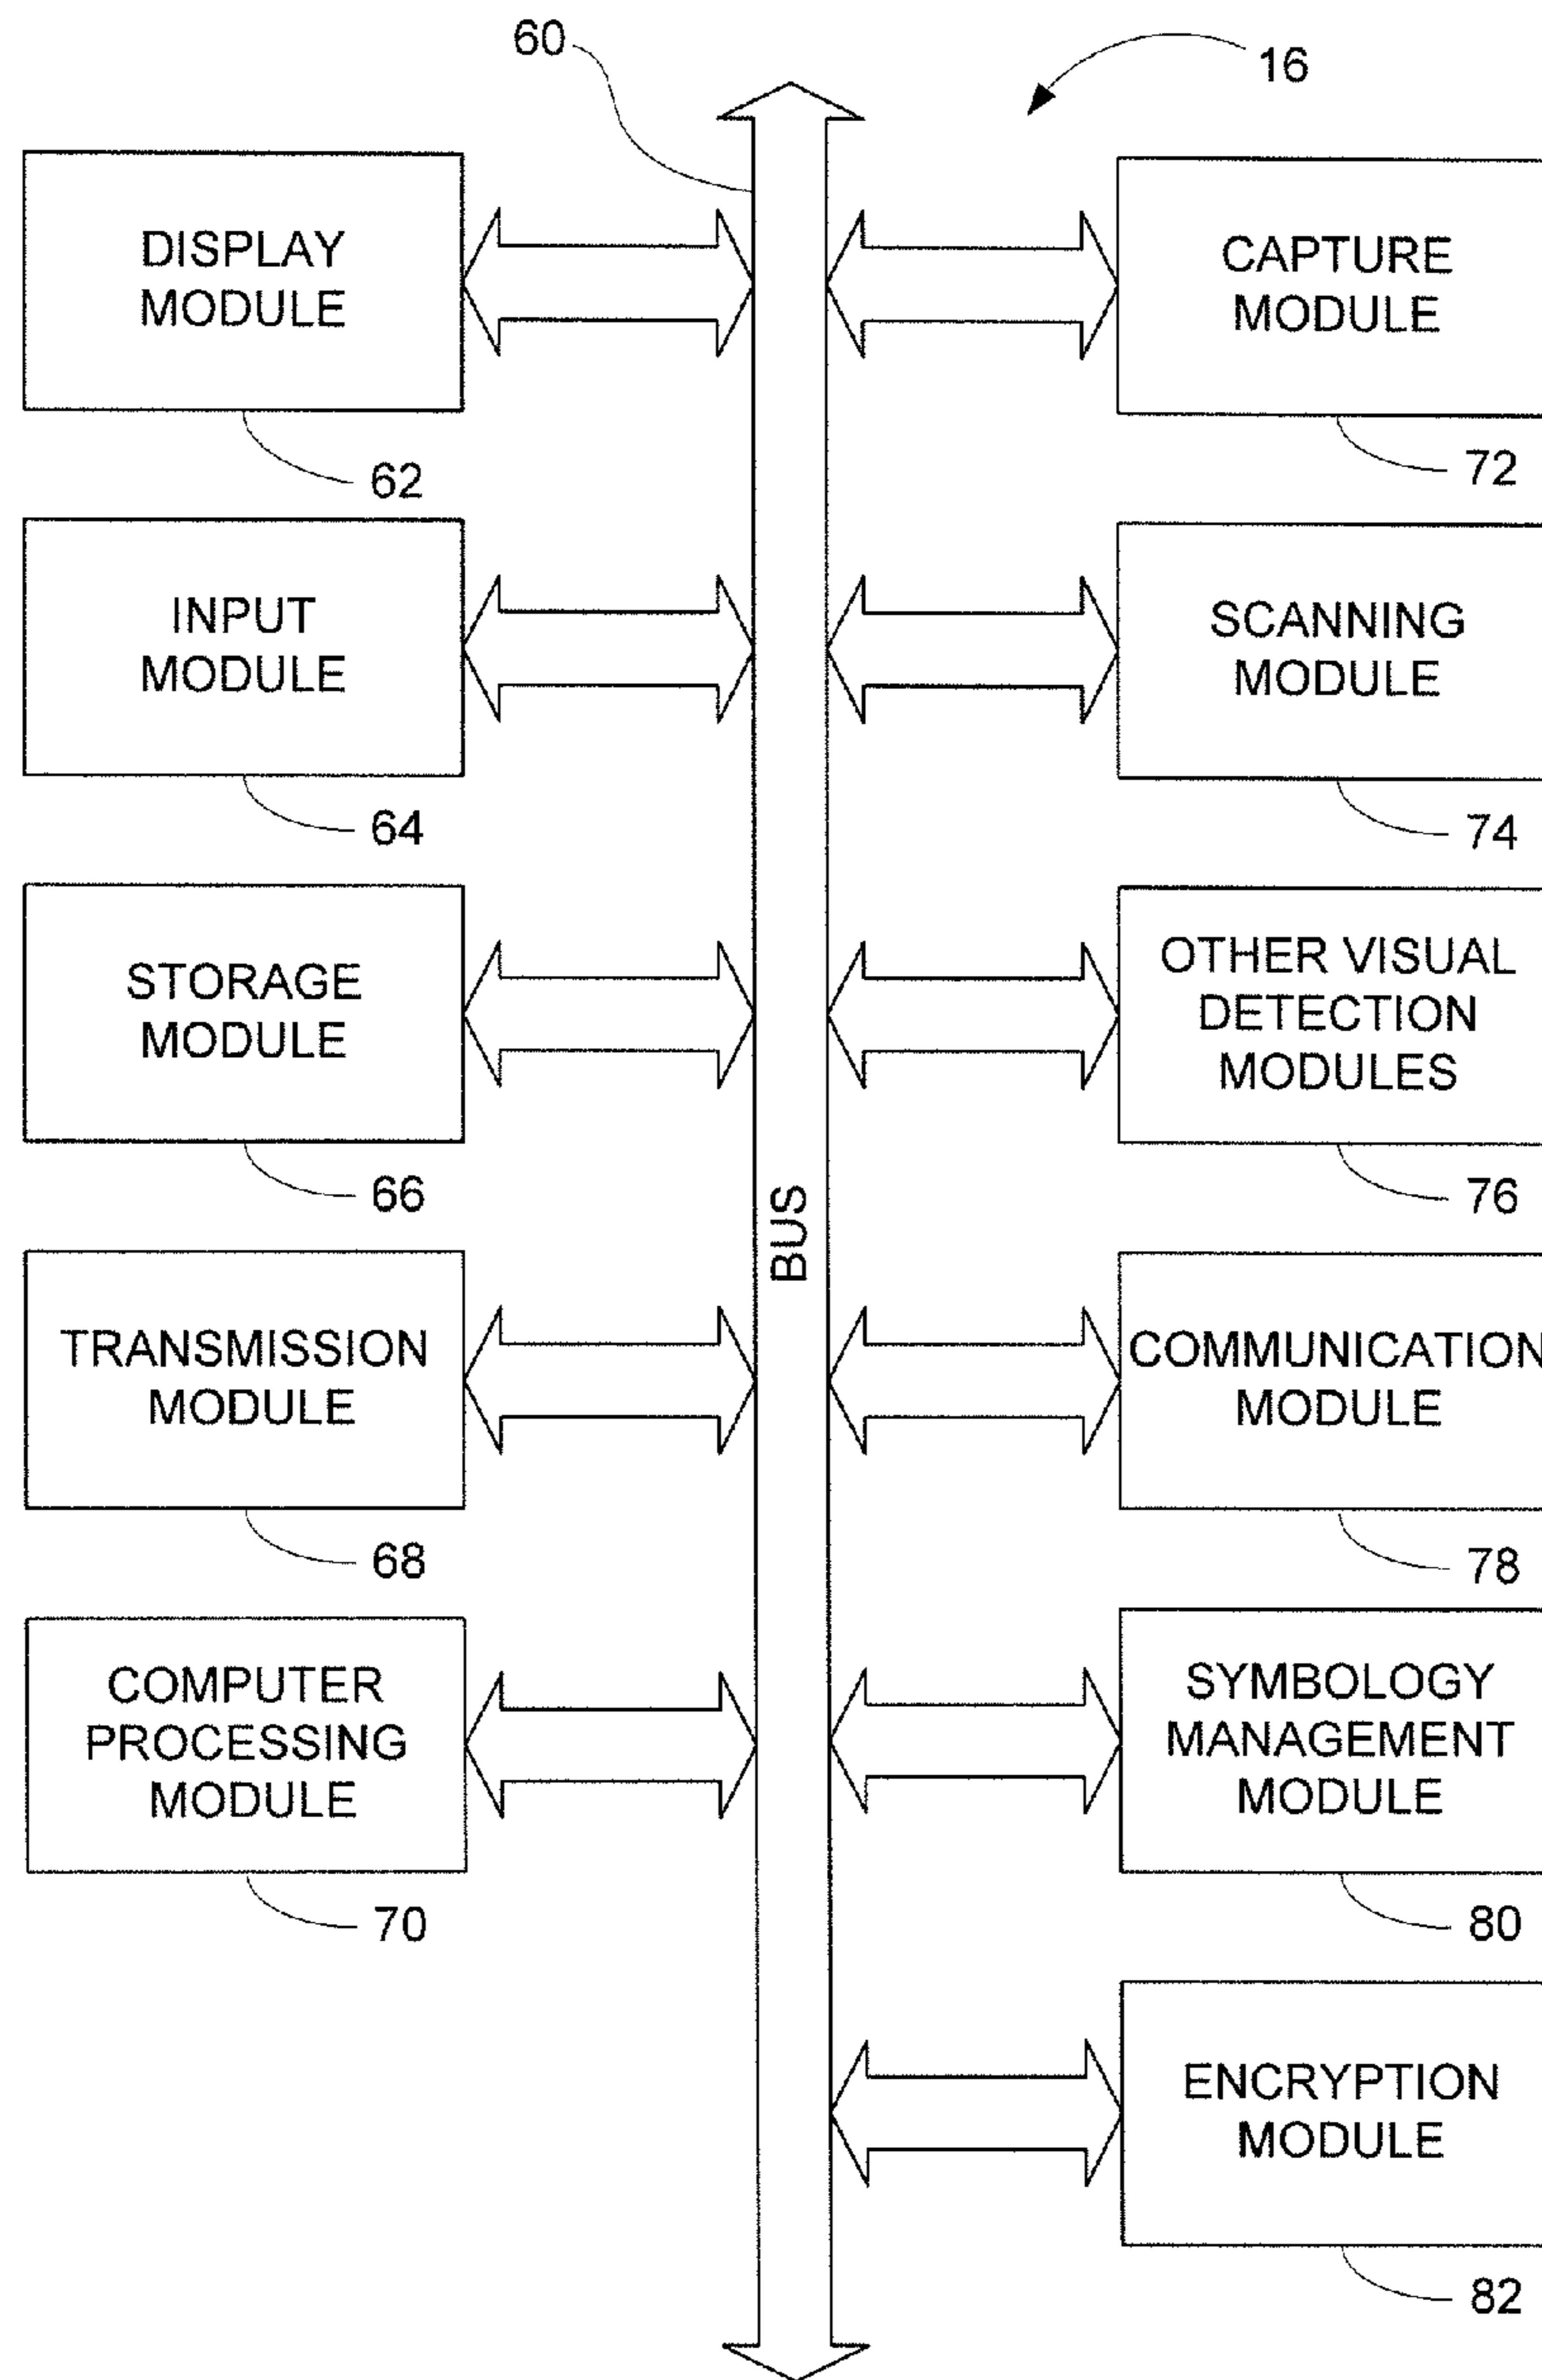 60
16
DISPLAY
MODULE
62
CAPTURE
MODULE
72
INPUT
MODULE
64
SCANNING
MODULE
74
STORAGE
MODULE
66
OTHER VISUAL
DETECTION
MODULES
76
BUS
TRANSMISSION
MODULE
68
COMMUNICATION
MODULE
78
COMPUTER
PROCESSING
MODULE
70
SYMBOLOGY
MANAGEMENT
MODULE
80
ENCRYPTION
MODULE
82